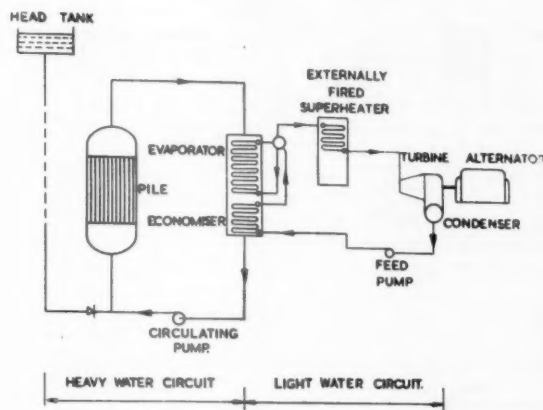 HEAD TANK
EXTERNALLY
FIRED
SUPERHEATER
EVAPORATOR
TURBINE ALTERNATOR
PILE
ECONOMISER
CONDENSER
FEED
PUMP
CIRCULATING
PUMP.
HEAVY WATER CIRCUIT
LIGHT WATER CIRCUIT.